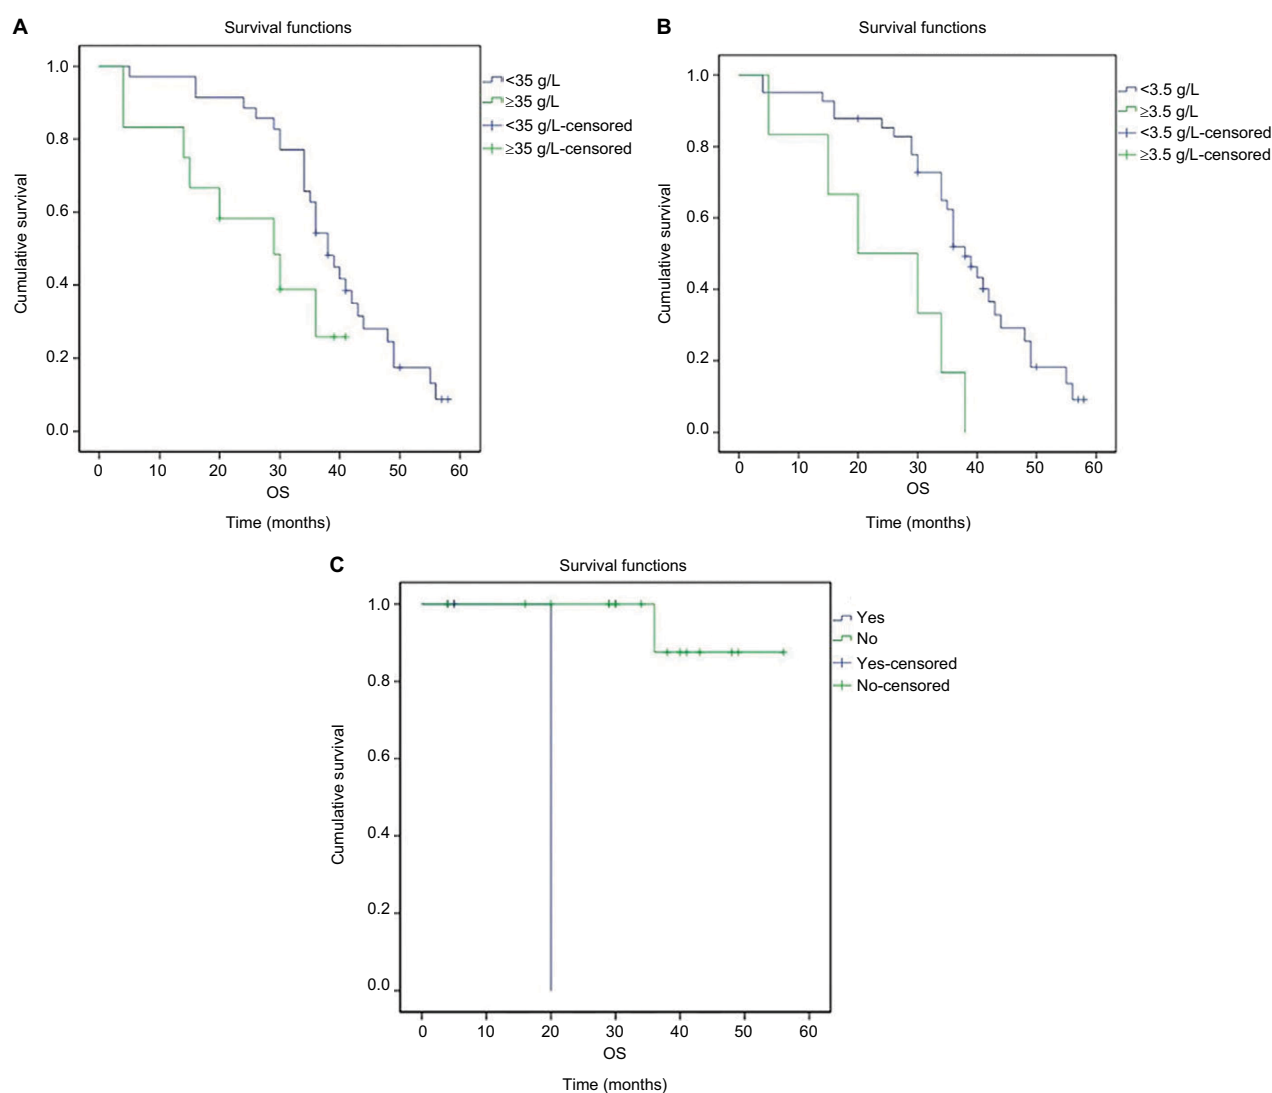 A
Survival functions
Cumulative survival
1.0
0.8
0.6
0.4
0.2
0.0
0 10 20 30 40 50 60
OS
Time (months)
<35 g/L
≥35 g/L
<35 g/L-censored
≥35 g/L-censored
B
Survival functions
Cumulative survival
1.0
0.8
0.6
0.4
0.2
0.0
0 10 20 30 40 50 60
OS
Time (months)
<3.5 g/L
≥3.5 g/L
<3.5 g/L-censored
≥3.5 g/L-censored
C
Survival functions
Cumulative survival
1.0
0.8
0.6
0.4
0.2
0.0
0 10 20 30 40 50 60
OS
Time (months)
Yes
No
Yes-censored
No-censored